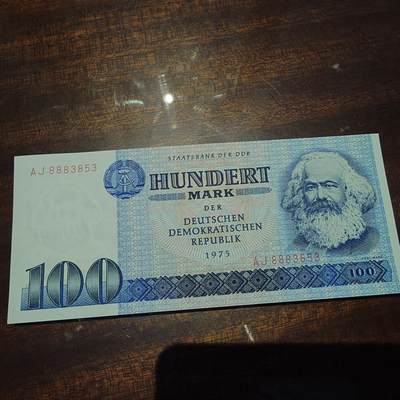 STAATSBANK DER DDR
AJ 8883853
HUNDERT
MARK
DER
DEUTSCHEN
DEMOKRATISCHEN
REPUBLIK
1975
AJ 8883853
100
100